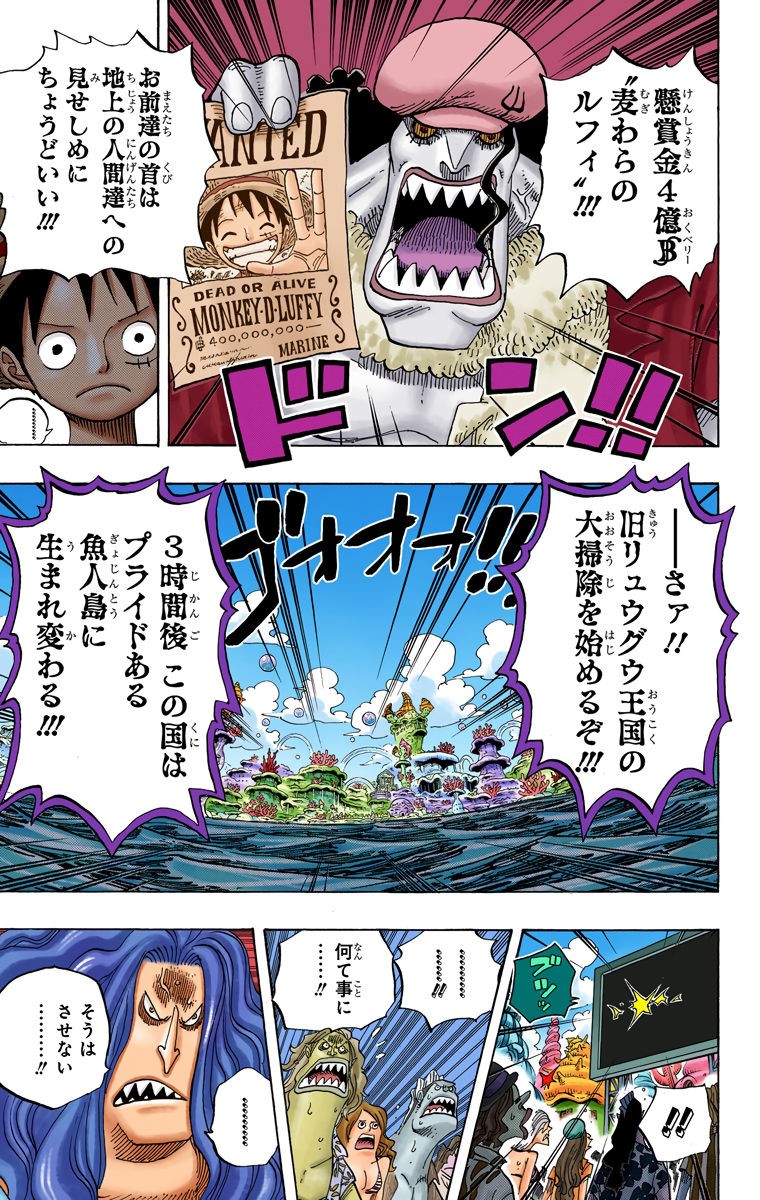 懸賞金4億฿
〝麦わらの
ルフィ〟!!!
WANTED
DEAD OR ALIVE
MONKEY・D・LUFFY
400,000,000—
MARINE
ドン!!
お前達の首は
地上の人間達への
見せしめに
ちょうどいい!!!
………
——さァ!!
旧リュウグウ王国の
大掃除を始めるぞ!!!
ゴオオオ!!
3時間後 この国は
プライドある
魚人島に
生まれ変わる!!!
ブツッ
!!
………!!
何て事に
……!!
…………
そうは
させない
………!!